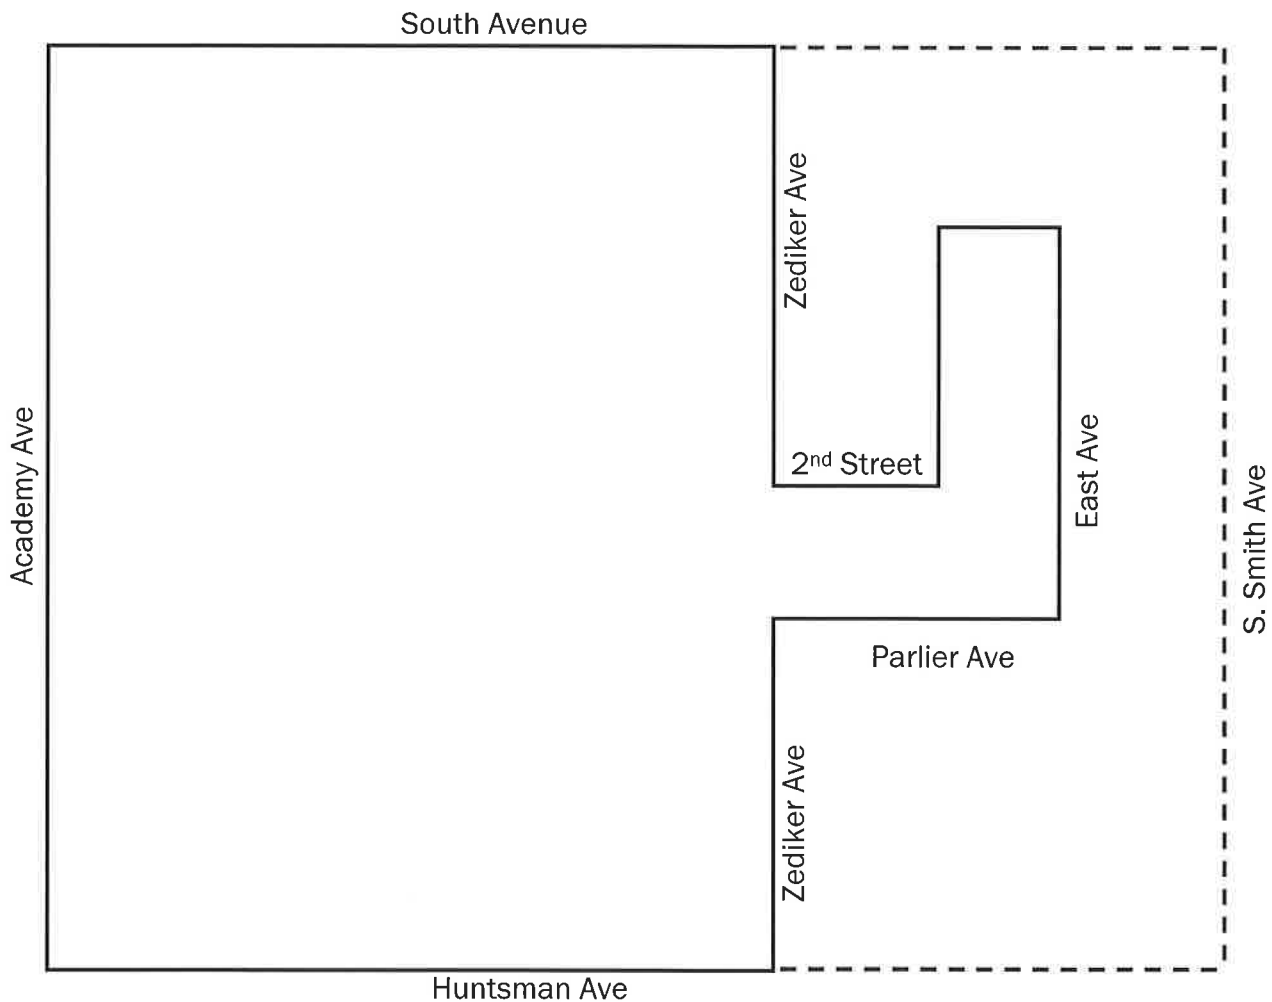 South Avenue
Zediker Ave
2nd Street
Academy Ave
East Ave
S. Smith Ave
Parlier Ave
Zediker Ave
Huntsman Ave